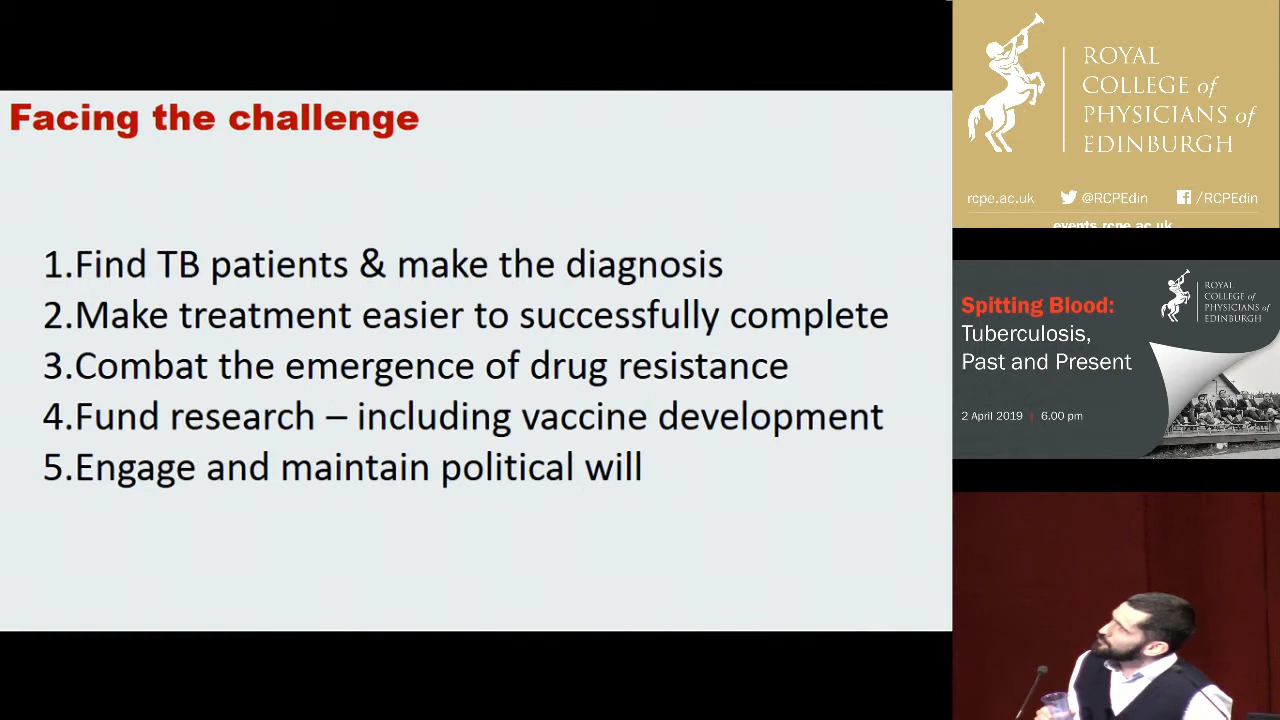 Facing the challenge
1.Find TB patients & make the diagnosis
2.Make treatment easier to successfully complete
3.Combat the emergence of drug resistance
4.Fund research – including vaccine development
5.Engage and maintain political will
ROYAL
COLLEGE of
PHYSICIANS of
EDINBURGH
rcpe.ac.uk @RCPEdin /RCPEdin
events.rcpe.ac.uk
Spitting Blood:
Tuberculosis,
Past and Present
2 April 2019 | 6.00 pm
ROYAL
COLLEGE of
PHYSICIANS of
EDINBURGH